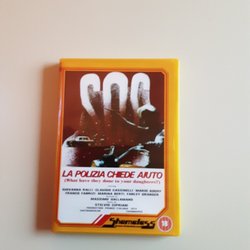 SOS
LA POLIZIA CHIEDE AIUTO
(What have they done to your daughters?)
GIOVANNA RALLI CLAUDIO CASSINELLI MARIO ADORF
FRANCO FABRIZI MARINA BERTI FARLEY GRANGER
MASSIMO DALLAMANO
STELVIO CIPRIANI
Shameless
18